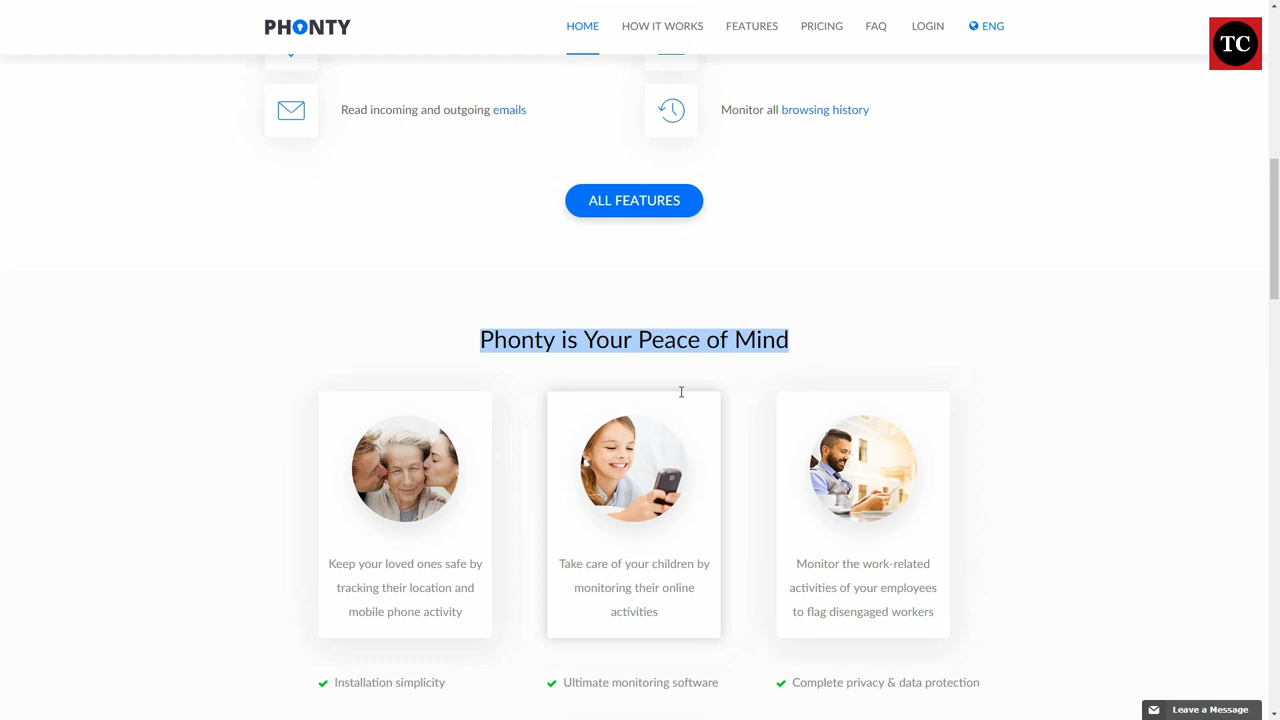 PHONTY
HOME HOW IT WORKS FEATURES PRICING FAQ LOGIN ENG
TC
Read incoming and outgoing emails
Monitor all browsing history
ALL FEATURES
Phonty is Your Peace of Mind
Keep your loved ones safe by
tracking their location and
mobile phone activity
Take care of your children by
monitoring their online
activities
Monitor the work-related
activities of your employees
to flag disengaged workers
Installation simplicity
Ultimate monitoring software
Complete privacy & data protection
Leave a Message